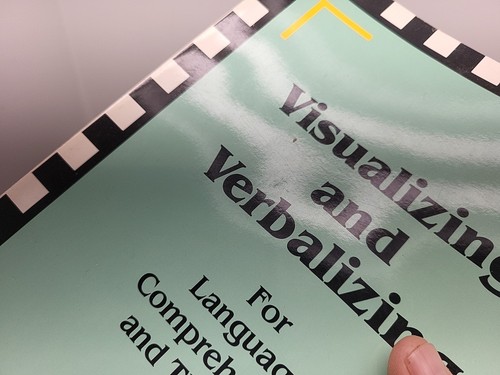 Visualizing
and
Verbalizing
For
Languag
Compreh
and T